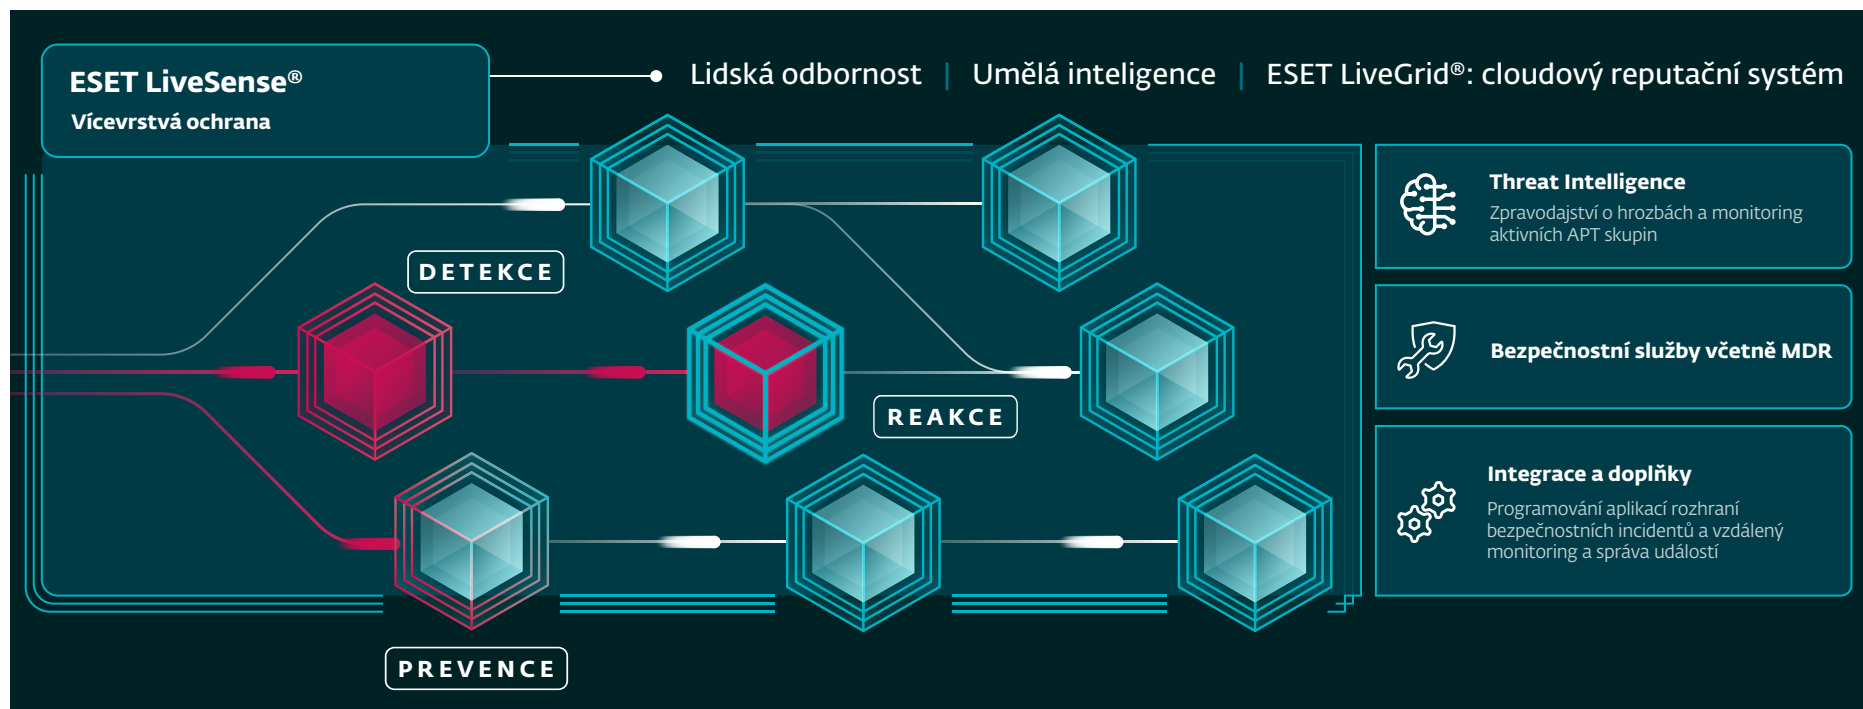 ESET LiveSense®
Vícevrstvá ochrana
Lidská odbornost | Umělá inteligence | ESET LiveGrid®: cloudový reputační systém
DETEKCE
REAKCE
PREVENCE
Threat Intelligence
Zpravodajství o hrozbách a monitoring
aktivních APT skupin
Bezpečnostní služby včetně MDR
Integrace a doplňky
Programování aplikací rozhraní
bezpečnostních incidentů a vzdálený
monitoring a správa událostí